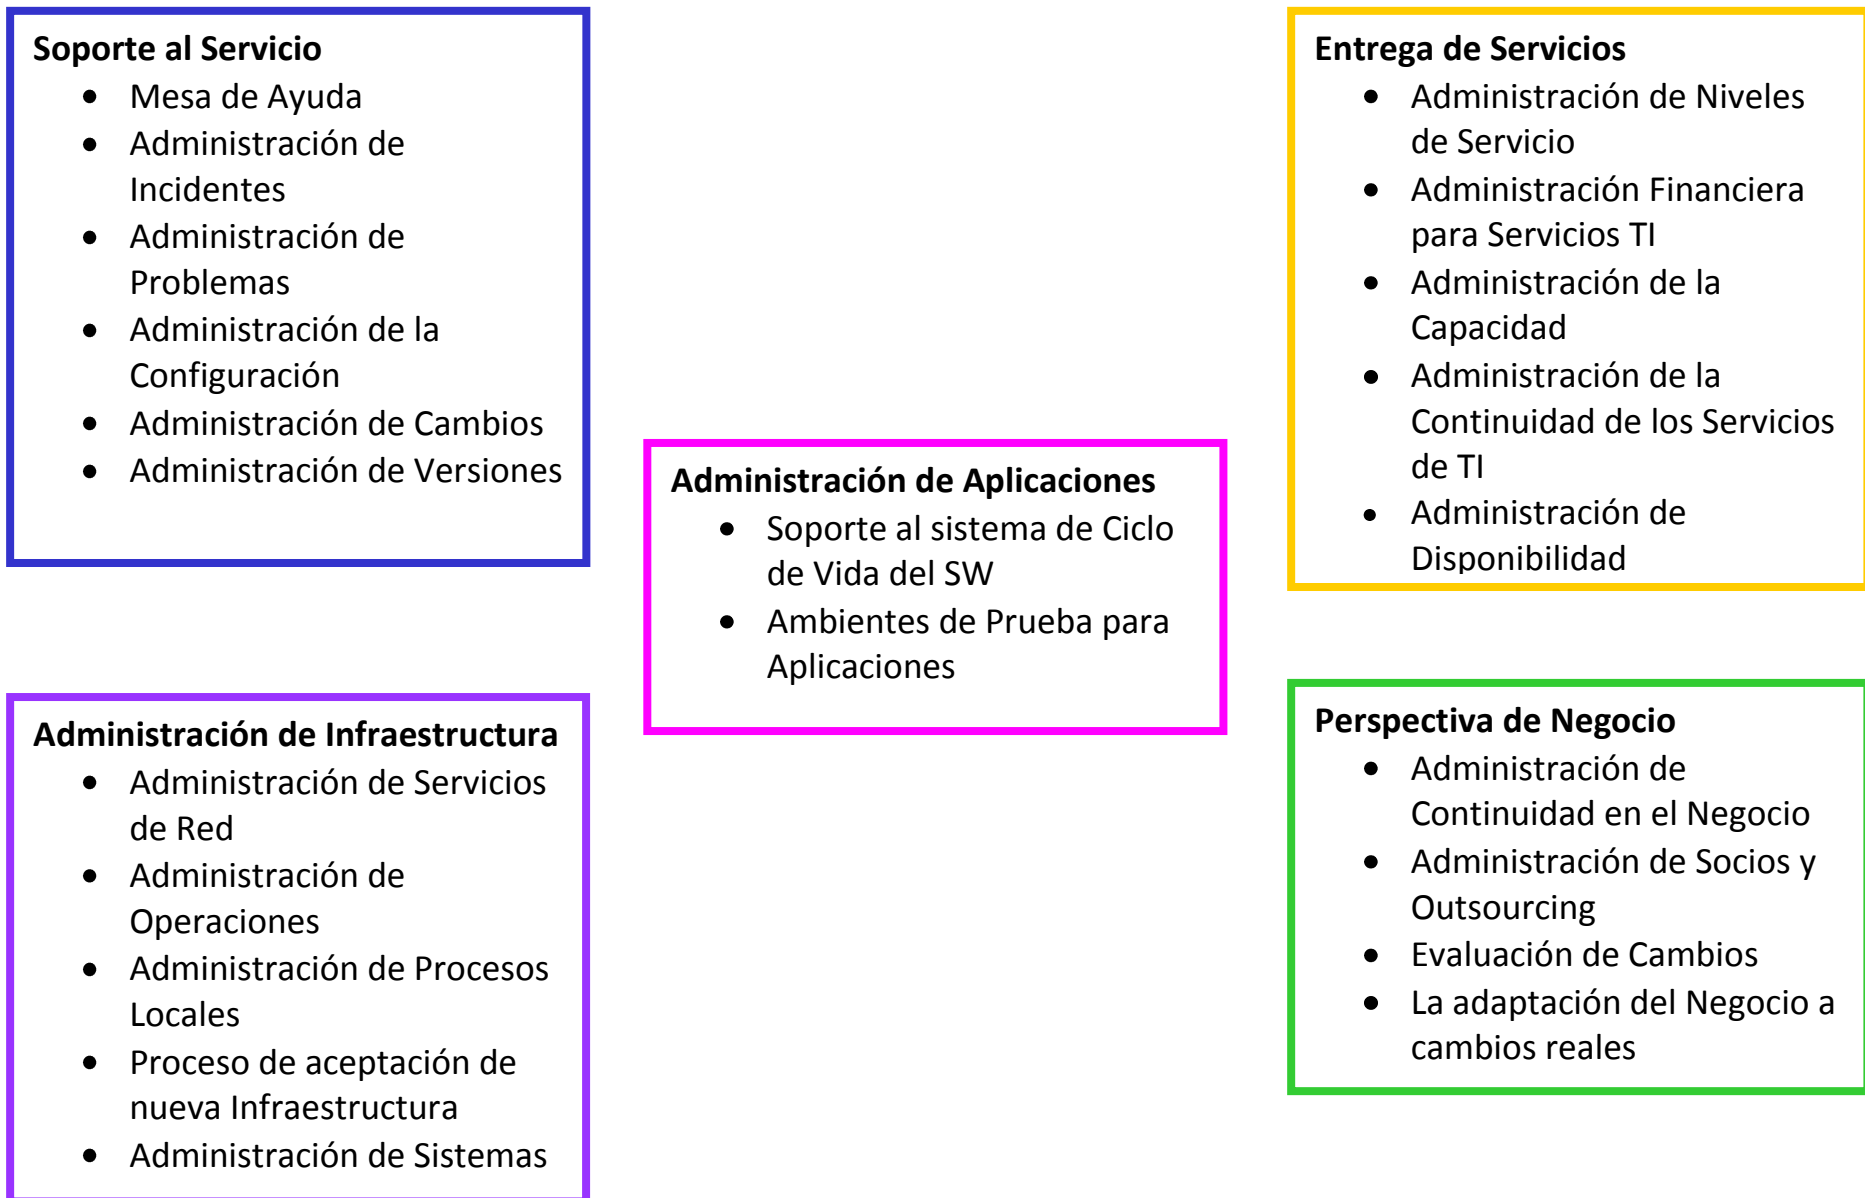 Soporte al Servicio
• Mesa de Ayuda
• Administración de
Incidentes
• Administración de
Problemas
• Administración de la
Configuración
• Administración de Cambios
• Administración de Versiones
Entrega de Servicios
• Administración de Niveles
de Servicio
• Administración Financiera
para Servicios TI
• Administración de la
Capacidad
• Administración de la
Continuidad de los Servicios
de TI
• Administración de
Disponibilidad
Administración de Aplicaciones
• Soporte al sistema de Ciclo
de Vida del SW
• Ambientes de Prueba para
Aplicaciones
Administración de Infraestructura
• Administración de Servicios
de Red
• Administración de
Operaciones
• Administración de Procesos
Locales
• Proceso de aceptación de
nueva Infraestructura
• Administración de Sistemas
Perspectiva de Negocio
• Administración de
Continuidad en el Negocio
• Administración de Socios y
Outsourcing
• Evaluación de Cambios
• La adaptación del Negocio a
cambios reales